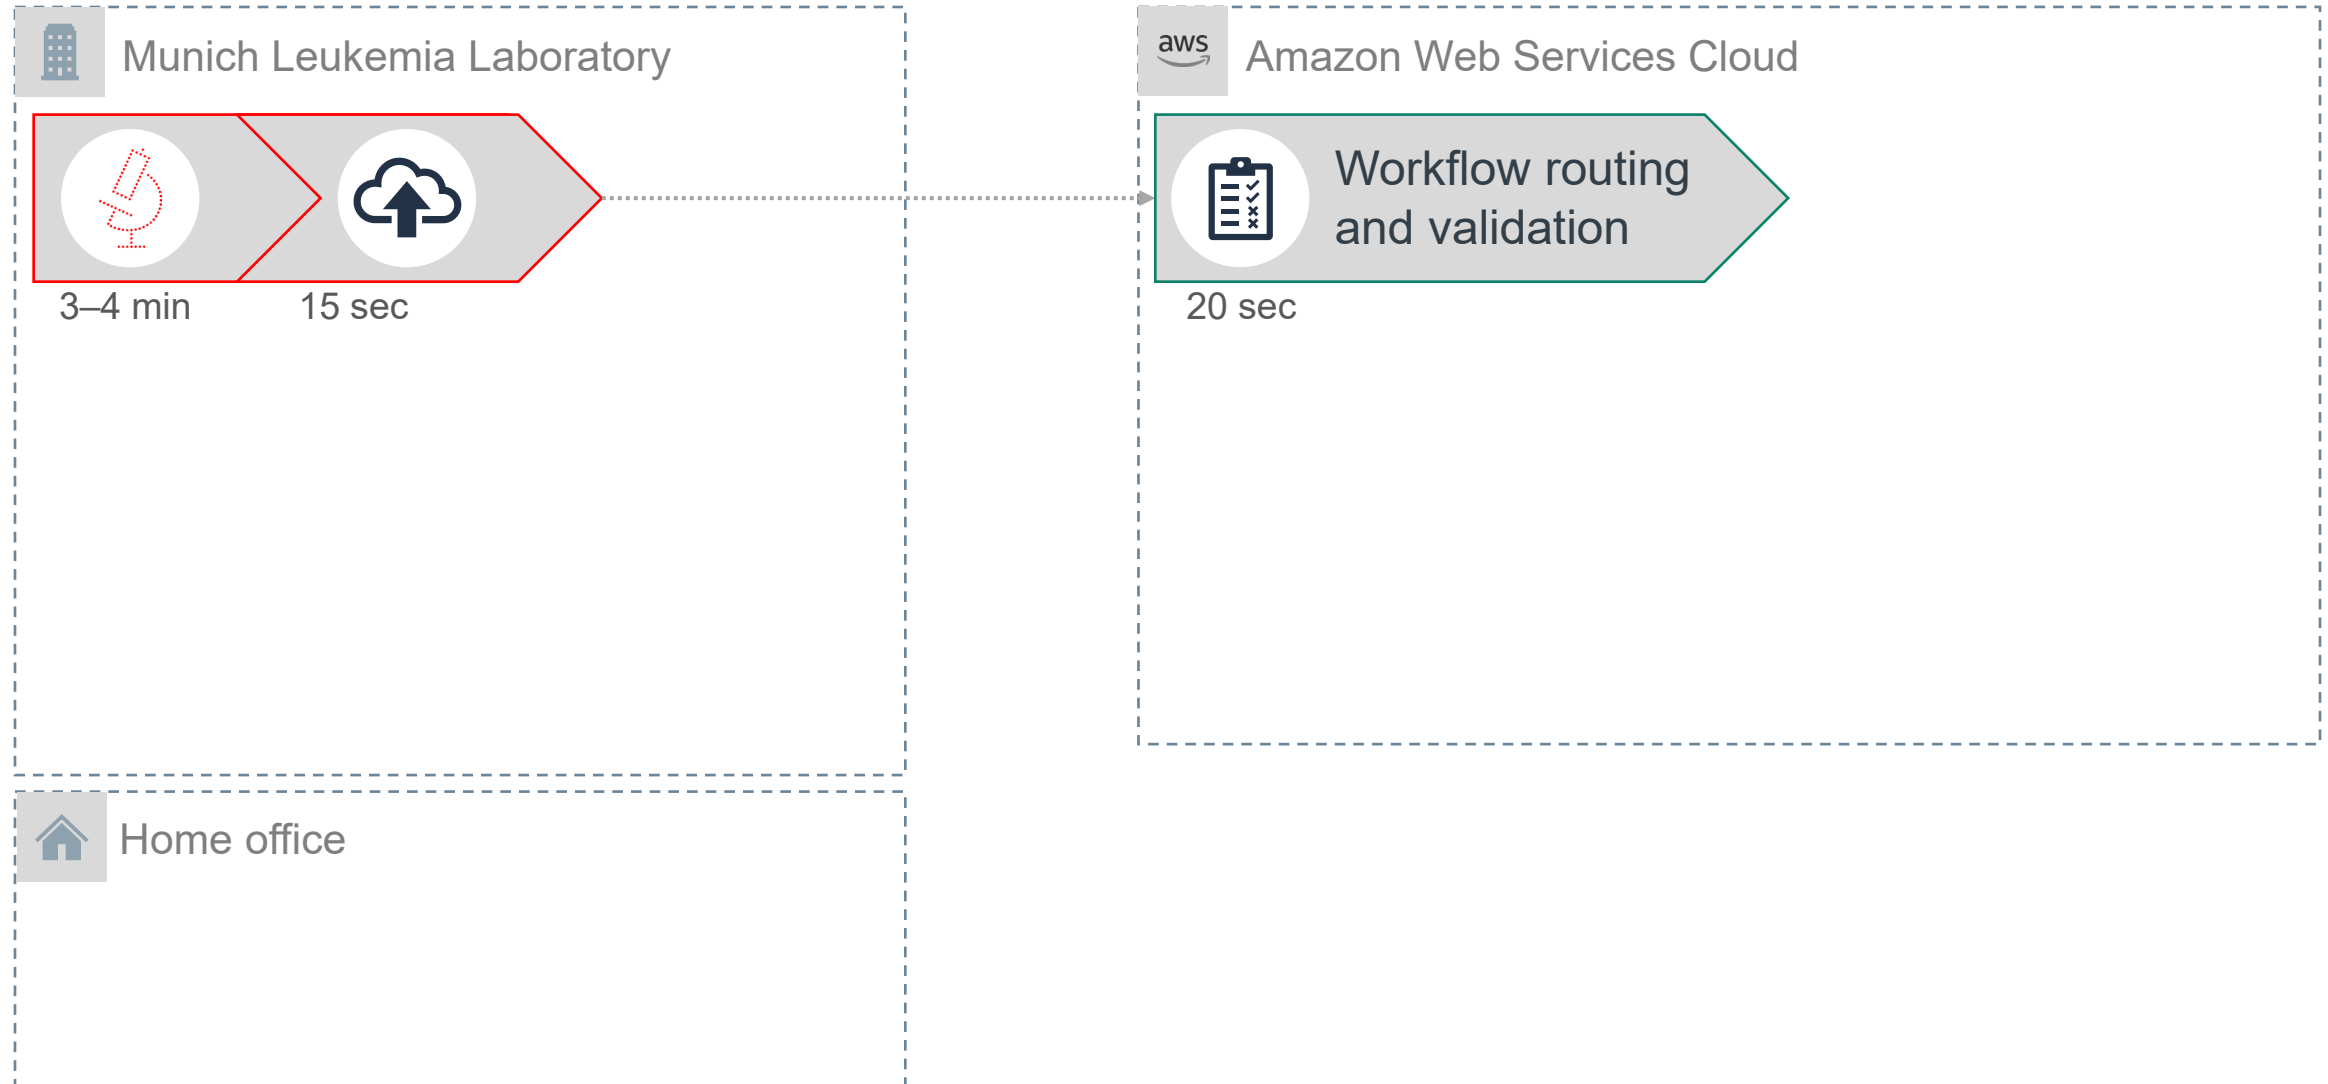 Munich Leukemia Laboratory
3–4 min
15 sec
aws
Amazon Web Services Cloud
Workflow routing
and validation
20 sec
Home office